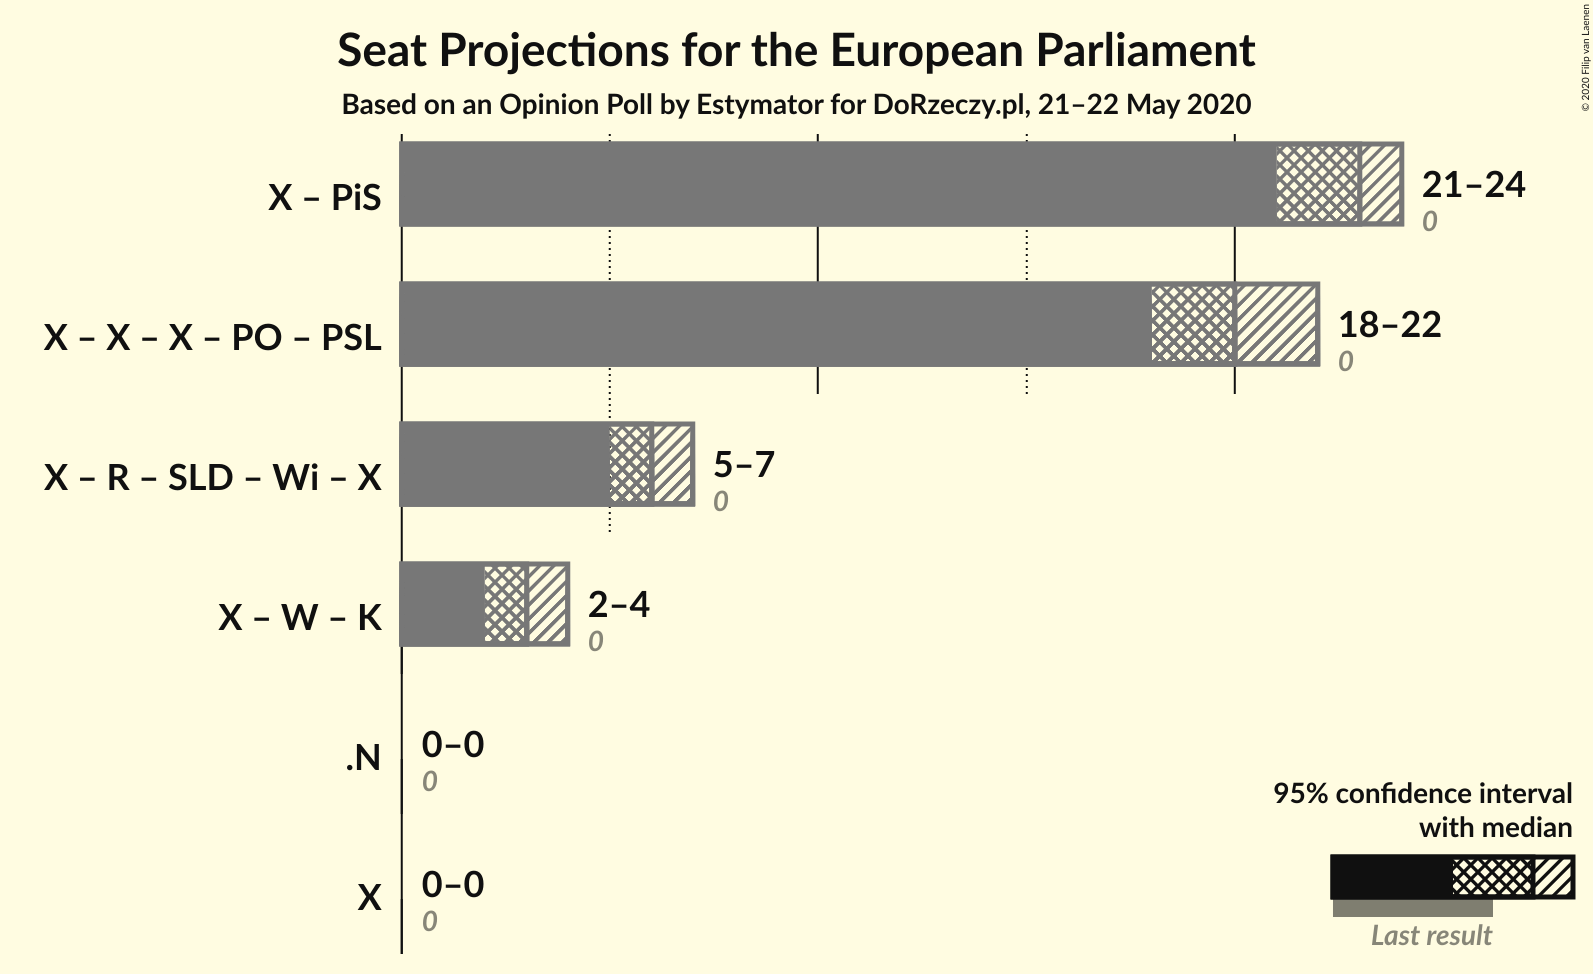 Seat Projections for the European Parliament
Based on an Opinion Poll by Estymator for DoRzeczy.pl, 21–22 May 2020
© 2020 Filip van Laenen
X – PiS
21–24
0
X – X – X – PO – PSL
18–22
0
X – R – SLD – Wi – X
5–7
0
X – W – K
2–4
0
.N
0–0
0
X
0–0
0
95% confidence interval
with median
Last result